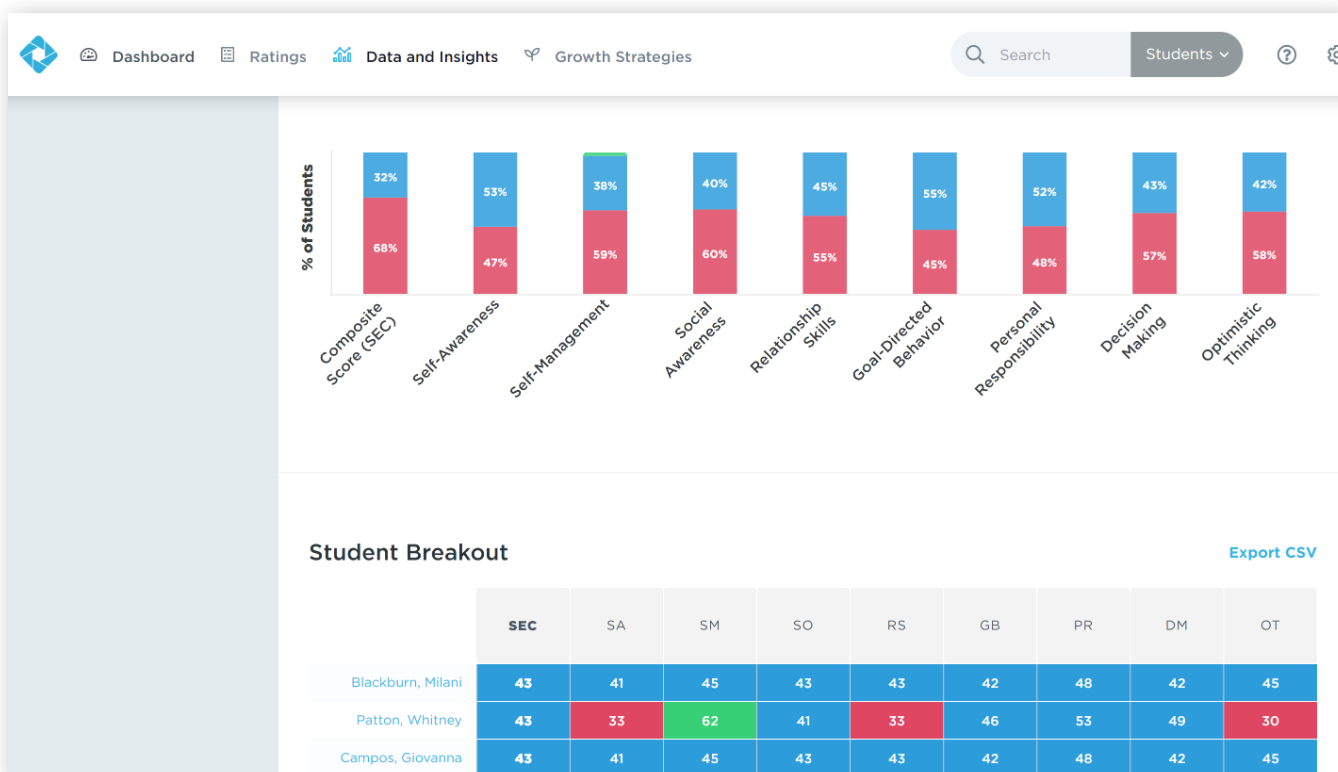 Dashboard Ratings Data and Insights Growth Strategies Search Students
% of Students
32% 53% 38% 40% 45% 55% 52% 43% 42%
68% 47% 59% 60% 55% 45% 48% 57% 58%
Composite
Score (SEC)
Self-Awareness
Self-Management
Social
Awareness
Relationship
Skills
Goal-Directed
Behavior
Personal
Responsibility
Decision
Making
Optimistic
Thinking
Student Breakout Export CSV
SEC SA SM SO RS GB PR DM OT
Blackburn, Milani 43 41 45 43 43 42 48 42 45
Patton, Whitney 43 33 62 41 33 46 53 49 30
Campos, Giovanna 43 41 45 43 43 42 48 42 45